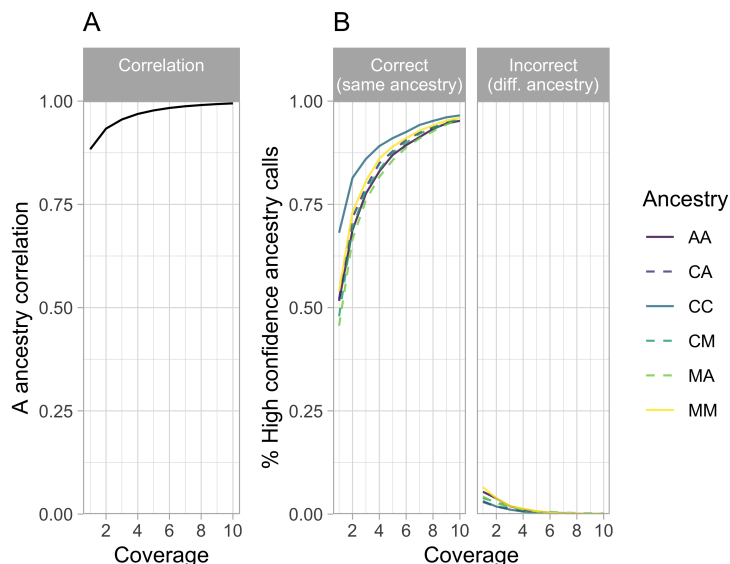 A
B
Correlation
Correct
(same ancestry)
Incorrect
(diff. ancestry)
A ancestry correlation
1.00
0.75
0.50
0.25
0.00
2 4 6 8 10
Coverage
% High confidence ancestry calls
1.00
0.75
0.50
0.25
0.00
2 4 6 8 10
2 4 6 8 10
Coverage
Ancestry
AA
CA
CC
CM
MA
MM